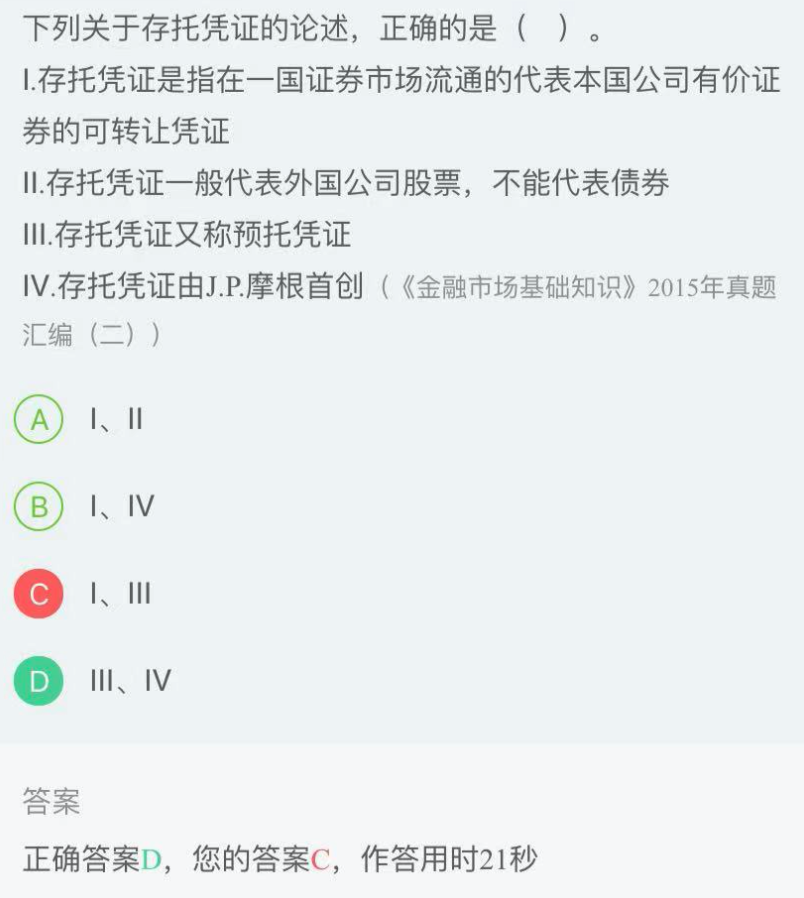 下列关于存托凭证的论述，正确的是（　）。
I.存托凭证是指在一国证券市场流通的代表本国公司有价证
券的可转让凭证
II.存托凭证一般代表外国公司股票，不能代表债券
III.存托凭证又称预托凭证
IV.存托凭证由J.P.摩根首创（《金融市场基础知识》2015年真题
汇编（二））
A I、II
B I、IV
C I、III
D III、IV
答案
正确答案D，您的答案C，作答用时21秒